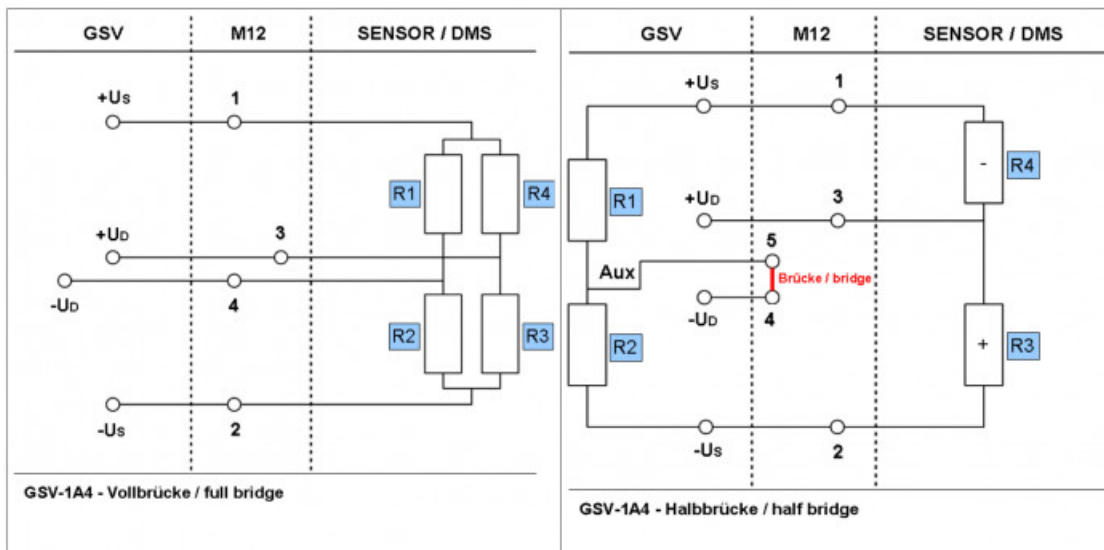 GSV M12 SENSOR / DMS
+Us 1
R1 R4
+UD 3
-UD 4
R2 R3
-Us 2
GSV-1A4 - Vollbrücke / full bridge
GSV M12 SENSOR / DMS
+Us 1
- R4
R1
+UD 3
5
Aux Brücke / bridge
-UD 4
R2 + R3
-Us 2
GSV-1A4 - Halbbrücke / half bridge